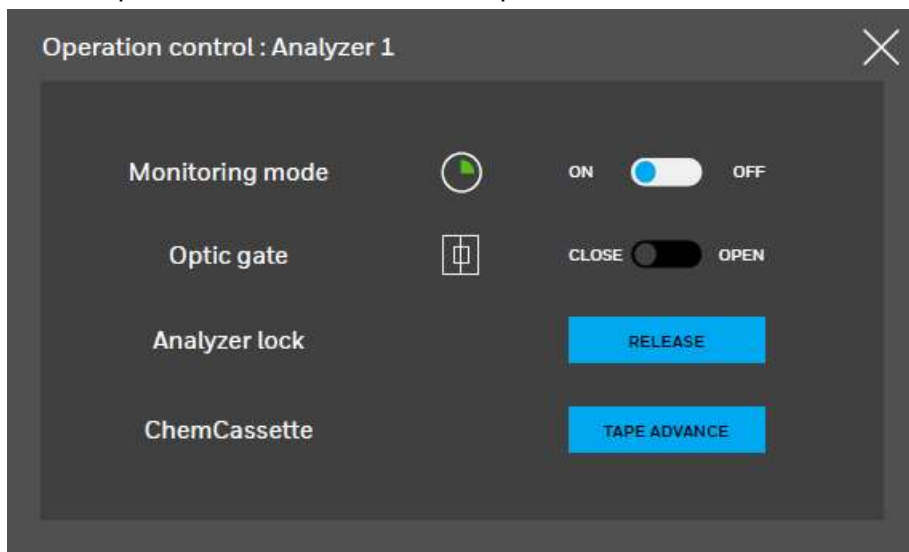 Operation control : Analyzer 1
Monitoring mode ON OFF
Optic gate CLOSE OPEN
Analyzer lock RELEASE
ChemCassette TAPE ADVANCE